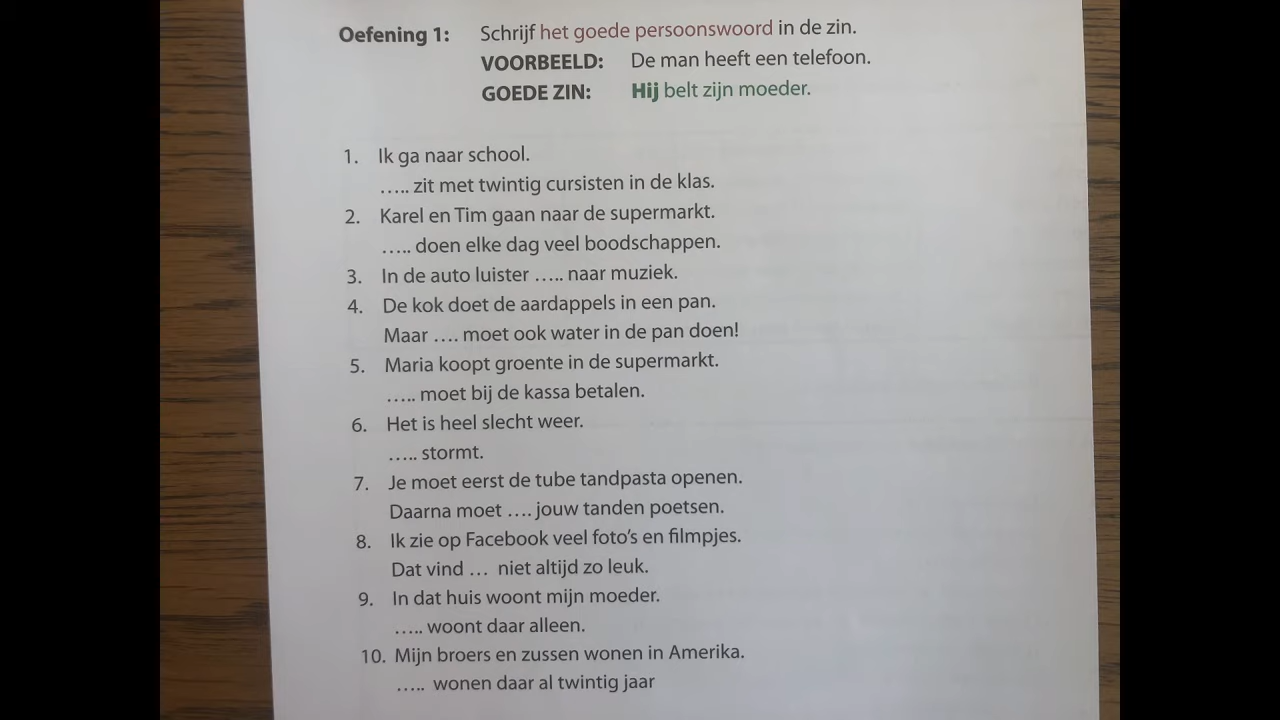 Oefening 1: Schrijf het goede persoonswoord in de zin.
VOORBEELD: De man heeft een telefoon.
GOEDE ZIN: Hij belt zijn moeder.
1. Ik ga naar school.
….. zit met twintig cursisten in de klas.
2. Karel en Tim gaan naar de supermarkt.
….. doen elke dag veel boodschappen.
3. In de auto luister ….. naar muziek.
4. De kok doet de aardappels in een pan.
Maar …. moet ook water in de pan doen!
5. Maria koopt groente in de supermarkt.
….. moet bij de kassa betalen.
6. Het is heel slecht weer.
….. stormt.
7. Je moet eerst de tube tandpasta openen.
Daarna moet …. jouw tanden poetsen.
8. Ik zie op Facebook veel foto’s en filmpjes.
Dat vind … niet altijd zo leuk.
9. In dat huis woont mijn moeder.
….. woont daar alleen.
10. Mijn broers en zussen wonen in Amerika.
….. wonen daar al twintig jaar